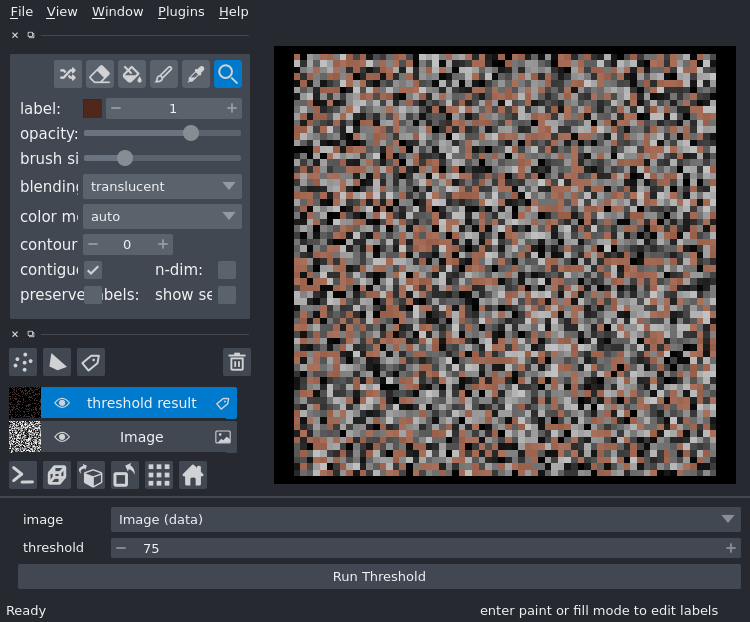 File View Window Plugins Help
label: 1
opacity:
brush si
blending translucent
color m auto
contour 0
contigu n-dim:
preserve abels: show se
threshold result
Image
image Image (data)
threshold 75
Run Threshold
Ready enter paint or fill mode to edit labels